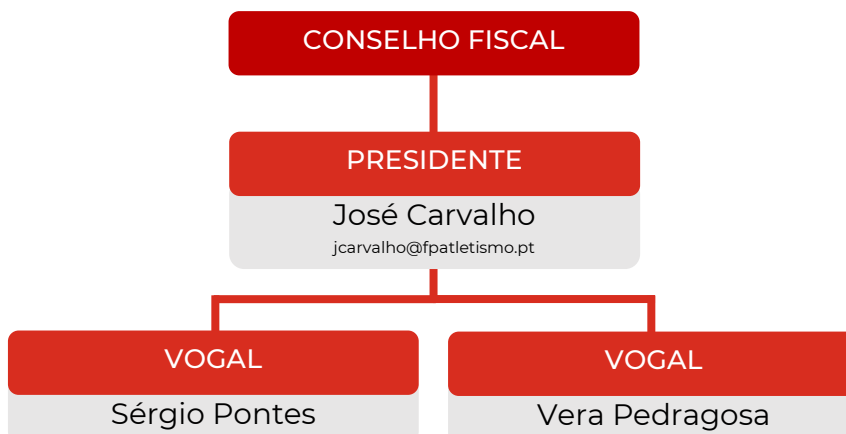 CONSELHO FISCAL
PRESIDENTE
José Carvalho
jcarvalho@fpatletismo.pt
VOGAL
Sérgio Pontes
VOGAL
Vera Pedragosa